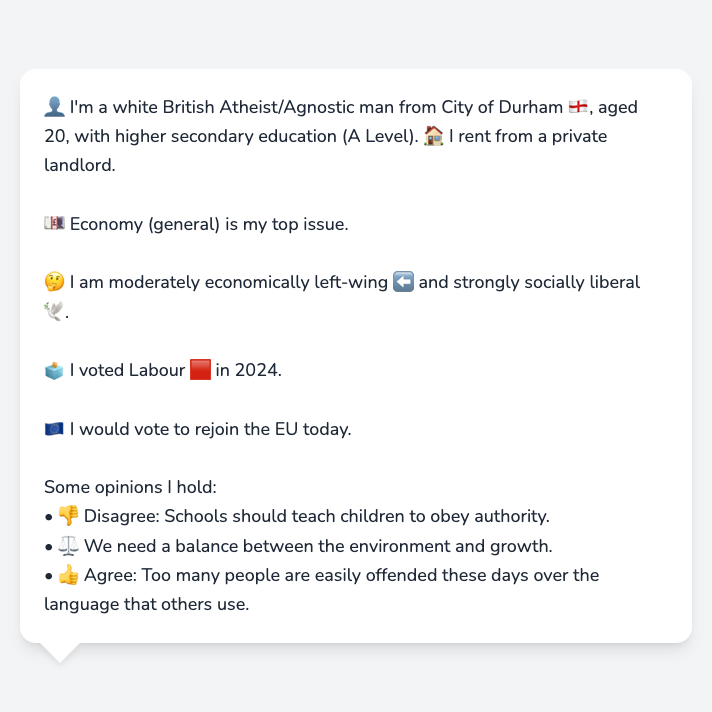 👤 I'm a white British Atheist/Agnostic man from City of Durham 🏴󠁧󠁢󠁥󠁮󠁧󠁿, aged
20, with higher secondary education (A Level). 🏠 I rent from a private
landlord.
💷 Economy (general) is my top issue.
🤔 I am moderately economically left-wing ⬅️ and strongly socially liberal
🕊️.
🗳️ I voted Labour 🟥 in 2024.
🇪🇺 I would vote to rejoin the EU today.
Some opinions I hold:
• 👎 Disagree: Schools should teach children to obey authority.
• ⚖️ We need a balance between the environment and growth.
• 👍 Agree: Too many people are easily offended these days over the
language that others use.